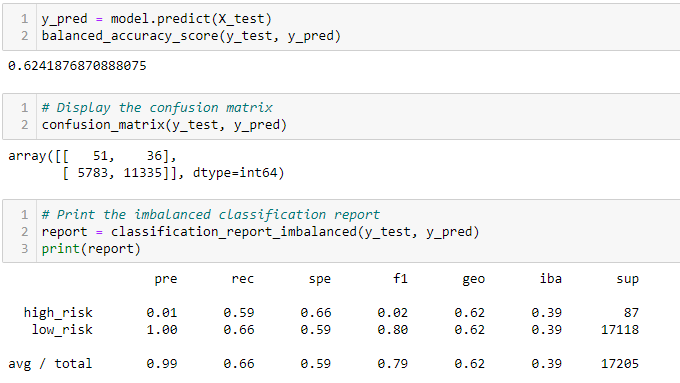 1 y_pred = model.predict(X_test)
2 balanced_accuracy_score(y_test, y_pred)
0.6241876870888075
1 # Display the confusion matrix
2 confusion_matrix(y_test, y_pred)
array([[   51,    36],
       [ 5783, 11335]], dtype=int64)
1 # Print the imbalanced classification report
2 report = classification_report_imbalanced(y_test, y_pred)
3 print(report)
pre rec spe f1 geo iba sup
high_risk 0.01 0.59 0.66 0.02 0.62 0.39 87
low_risk 1.00 0.66 0.59 0.80 0.62 0.39 17118
avg / total 0.99 0.66 0.59 0.79 0.62 0.39 17205